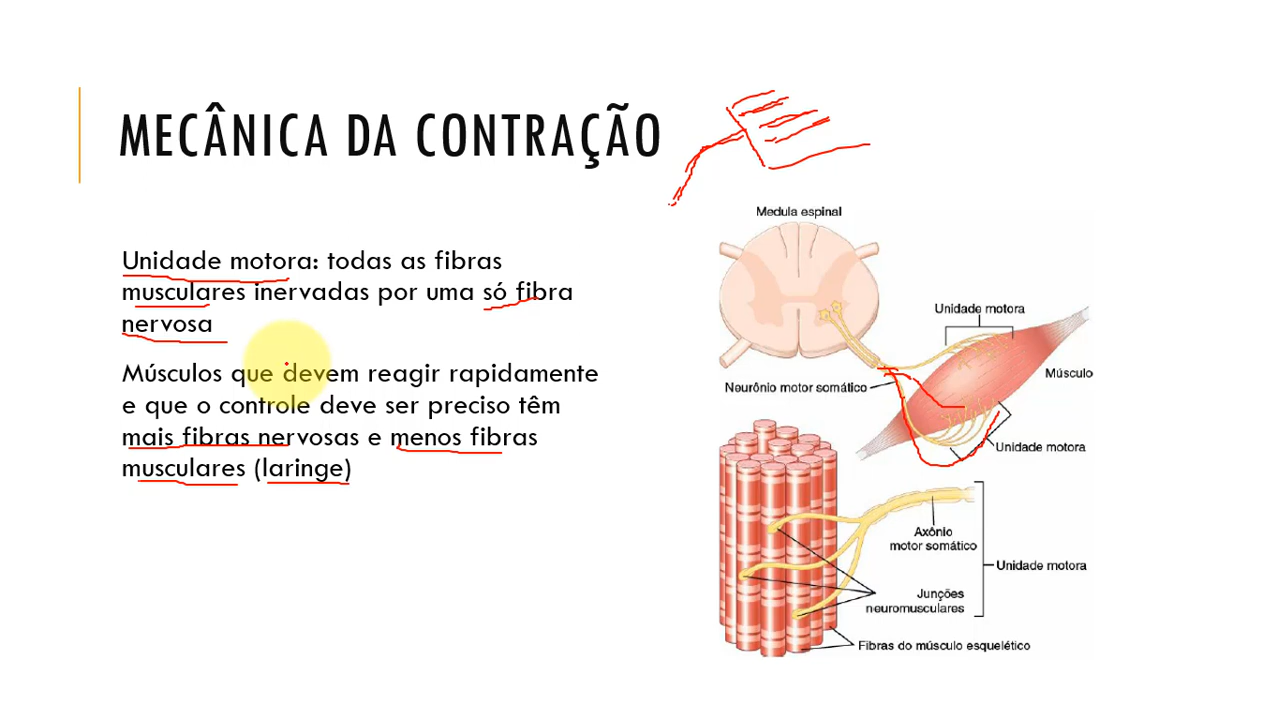 MECÂNICA DA CONTRAÇÃO
Unidade motora: todas as fibras
musculares inervadas por uma só fibra
nervosa
Músculos que devem reagir rapidamente
e que o controle deve ser preciso têm
mais fibras nervosas e menos fibras
musculares (laringe)
Medula espinal
Unidade motora
Músculo
Neurônio motor somático
Unidade motora
Axônio
motor somático
Unidade motora
Junções
neuromusculares
Fibras do músculo esquelético